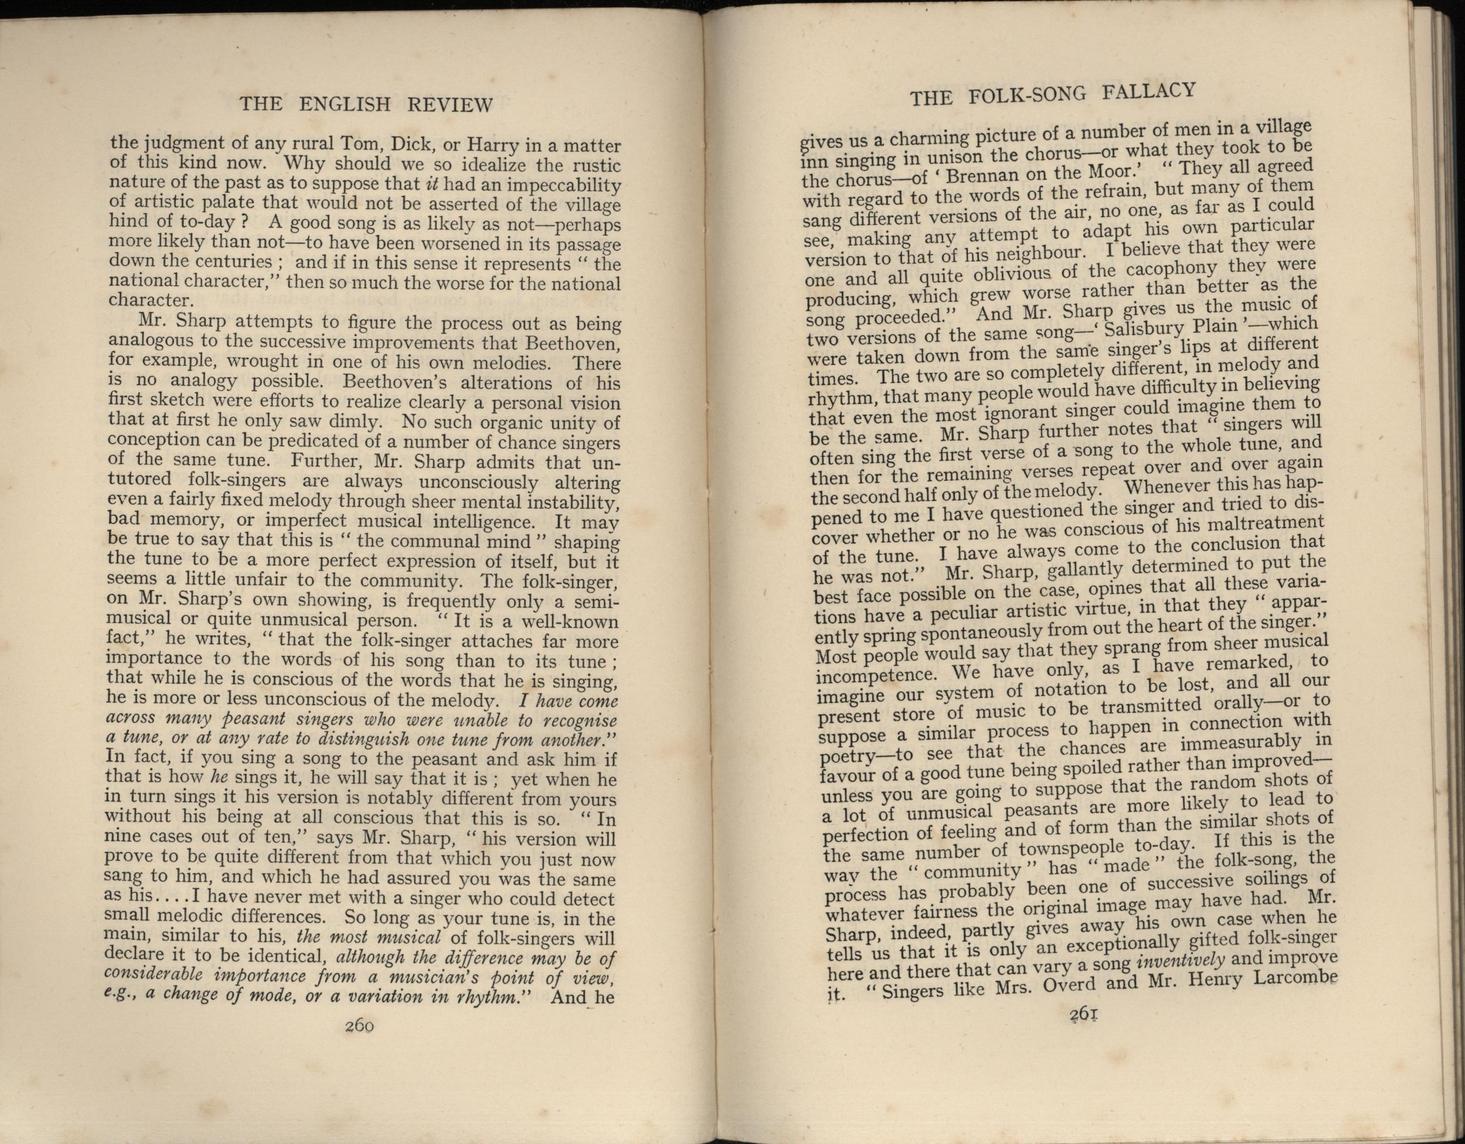 THE ENGLISH REVIEW
the judgment of any rural Tom, Dick, or Harry in a matter
of this kind now. Why should we so idealize the rustic
nature of the past as to suppose that it had an impeccability
of artistic palate that would not be asserted of the village
hind of to-day ? A good song is as likely as not—perhaps
more likely than not—to have been worsened in its passage
down the centuries ; and if in this sense it represents “ the
national character,” then so much the worse for the national
character.
Mr. Sharp attempts to figure the process out as being
analogous to the successive improvements that Beethoven,
for example, wrought in one of his own melodies. There
is no analogy possible. Beethoven’s alterations of his
first sketch were efforts to realize clearly a personal vision
that at first he only saw dimly. No such organic unity of
conception can be predicated of a number of chance singers
of the same tune. Further, Mr. Sharp admits that un-
tutored folk-singers are always unconsciously altering
even a fairly fixed melody through sheer mental instability,
bad memory, or imperfect musical intelligence. It may
be true to say that this is “ the communal mind ” shaping
the tune to be a more perfect expression of itself, but it
seems a little unfair to the community. The folk-singer,
on Mr. Sharp’s own showing, is frequently only a semi-
musical or quite unmusical person. “ It is a well-known
fact,” he writes, “ that the folk-singer attaches far more
importance to the words of his song than to its tune ;
that while he is conscious of the words that he is singing,
he is more or less unconscious of the melody. I have come
across many peasant singers who were unable to recognise
a tune, or at any rate to distinguish one tune from another.”
In fact, if you sing a song to the peasant and ask him if
that is how he sings it, he will say that it is ; yet when he
in turn sings it his version is notably different from yours
without his being at all conscious that this is so. “ In
nine cases out of ten,” says Mr. Sharp, “ his version will
prove to be quite different from that which you just now
sang to him, and which he had assured you was the same
as his....I have never met with a singer who could detect
small melodic differences. So long as your tune is, in the
main, similar to his, the most musical of folk-singers will
declare it to be identical, although the difference may be of
considerable importance from a musician’s point of view,
e.g., a change of mode, or a variation in rhythm.” And he
260
THE FOLK-SONG FALLACY
gives us a charming picture of a number of men in a village
inn singing in unison the chorus—or what they took to be
the chorus—of ‘ Brennan on the Moor.’ “ They all agreed
with regard to the words of the refrain, but many of them
sang different versions of the air, no one, as far as I could
see, making any attempt to adapt his own particular
version to that of his neighbour. I believe that they were
one and all quite oblivious of the cacophony they were
producing, which grew worse rather than better as the
song proceeded.” And Mr. Sharp gives us the music of
two versions of the same song—‘ Salisbury Plain ’—which
were taken down from the same singer’s lips at different
times. The two are so completely different, in melody and
rhythm, that many people would have difficulty in believing
that even the most ignorant singer could imagine them to
be the same. Mr. Sharp further notes that “ singers will
often sing the first verse of a song to the whole tune, and
then for the remaining verses repeat over and over again
the second half only of the melody. Whenever this has hap-
pened to me I have questioned the singer and tried to dis-
cover whether or no he was conscious of his maltreatment
of the tune. I have always come to the conclusion that
he was not.” Mr. Sharp, gallantly determined to put the
best face possible on the case, opines that all these varia-
tions have a peculiar artistic virtue, in that they “ appar-
ently spring spontaneously from out the heart of the singer.”
Most people would say that they sprang from sheer musical
incompetence. We have only, as I have remarked, to
imagine our system of notation to be lost, and all our
present store of music to be transmitted orally—or to
suppose a similar process to happen in connection with
poetry—to see that the chances are immeasurably in
favour of a good tune being spoiled rather than improved—
unless you are going to suppose that the random shots of
a lot of unmusical peasants are more likely to lead to
perfection of feeling and of form than the similar shots of
the same number of townspeople to-day. If this is the
way the “ community ” has “ made ” the folk-song, the
process has probably been one of successive soilings of
whatever fairness the original image may have had. Mr.
Sharp, indeed, partly gives away his own case when he
tells us that it is only an exceptionally gifted folk-singer
here and there that can vary a song inventively and improve
it. “ Singers like Mrs. Overd and Mr. Henry Larcombe
261